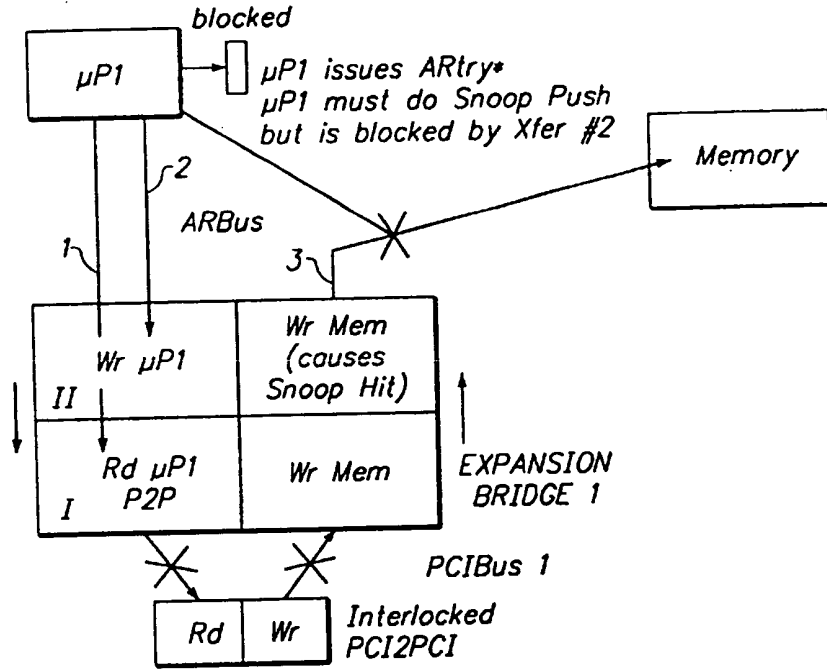 blocked
µP1
µP1 issues ARtry*
µP1 must do Snoop Push
but is blocked by Xfer #2
Memory
2
ARBus
1
3
Wr µP1
II
Wr Mem
(causes
Snoop Hit)
Rd µP1
P2P
I
Wr Mem
EXPANSION
BRIDGE 1
PCIBus 1
Rd
Wr
Interlocked
PCI2PCI